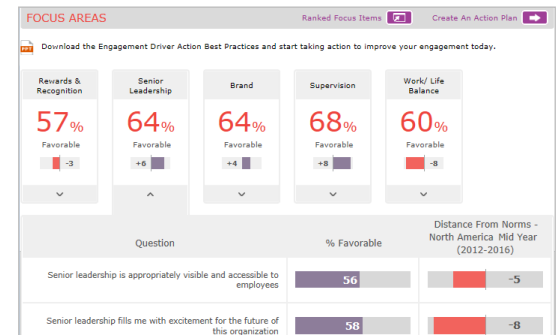 FOCUS AREAS
Ranked Focus Items
Create An Action Plan
PPT
Download the Engagement Driver Action Best Practices and start taking action to improve your engagement today.
Rewards &
Recognition
57%
Favorable
-3
Senior
Leadership
64%
Favorable
+6
Brand
64%
Favorable
+4
Supervision
68%
Favorable
+8
Work/ Life
Balance
60%
Favorable
-8
Question
% Favorable
Distance From Norms -
North America Mid Year
(2012-2016)
Senior leadership is appropriately visible and accessible to
employees
56
-5
Senior leadership fills me with excitement for the future of
this organization
58
-8